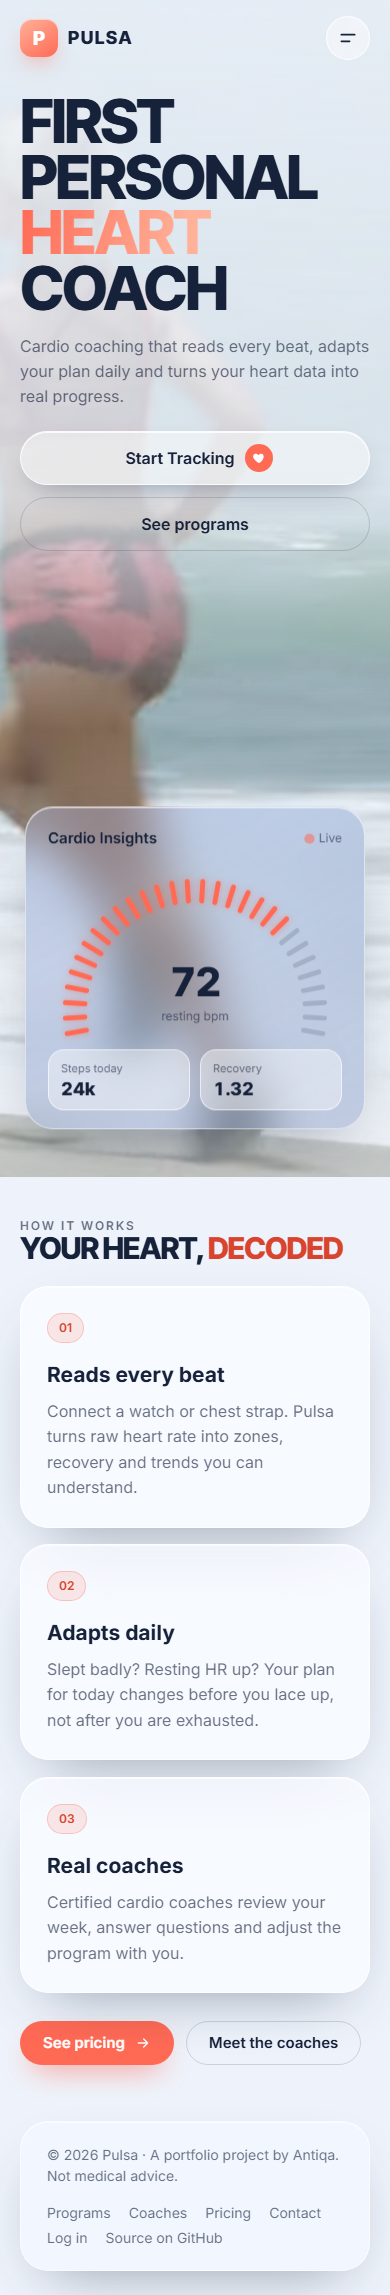 P PULSA
FIRST
PERSONAL
HEART
COACH
Cardio coaching that reads every beat, adapts
your plan daily and turns your heart data into
real progress.
Start Tracking
See programs
Cardio Insights Live
72
resting bpm
Steps today Recovery
24k 1.32
HOW IT WORKS
YOUR HEART, DECODED
01
Reads every beat
Connect a watch or chest strap. Pulsa
turns raw heart rate into zones,
recovery and trends you can
understand.
02
Adapts daily
Slept badly? Resting HR up? Your plan
for today changes before you lace up,
not after you are exhausted.
03
Real coaches
Certified cardio coaches review your
week, answer questions and adjust the
program with you.
See pricing → Meet the coaches
© 2026 Pulsa · A portfolio project by Antiqa.
Not medical advice.
Programs Coaches Pricing Contact
Log in Source on GitHub